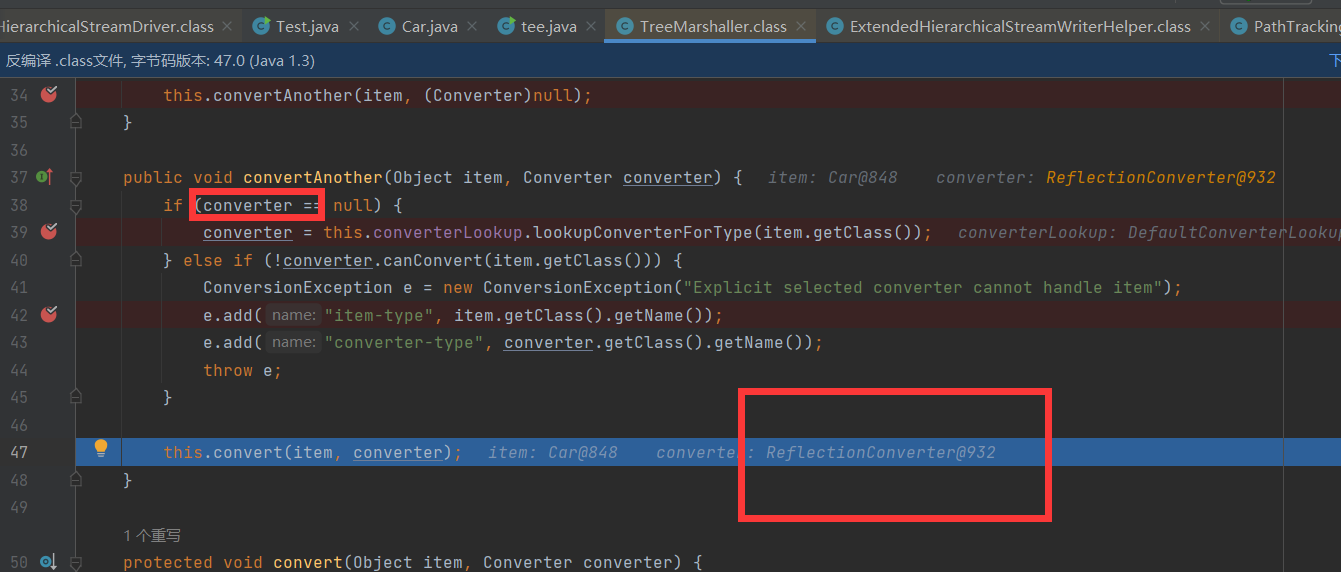 HierarchicalStreamDriver.class Test.java Car.java tee.java TreeMarshaller.class ExtendedHierarchicalStreamWriterHelper.class PathTracking
反编译 .class文件, 字节码版本: 47.0 (Java 1.3) 下
34 this.convertAnother(item, (Converter)null);
35 }
36
37 public void convertAnother(Object item, Converter converter) { item: Car@848 converter: ReflectionConverter@932
38 if (converter == null) {
39 converter = this.converterLookup.lookupConverterForType(item.getClass()); converterLookup: DefaultConverterLookup
40 } else if (!converter.canConvert(item.getClass())) {
41 ConversionException e = new ConversionException("Explicit selected converter cannot handle item");
42 e.add( name: "item-type", item.getClass().getName());
43 e.add( name: "converter-type", converter.getClass().getName());
44 throw e;
45 }
46
47 this.convert(item, converter); item: Car@848 converter: ReflectionConverter@932
48 }
49
1 个重写
50 protected void convert(Object item, Converter converter) {